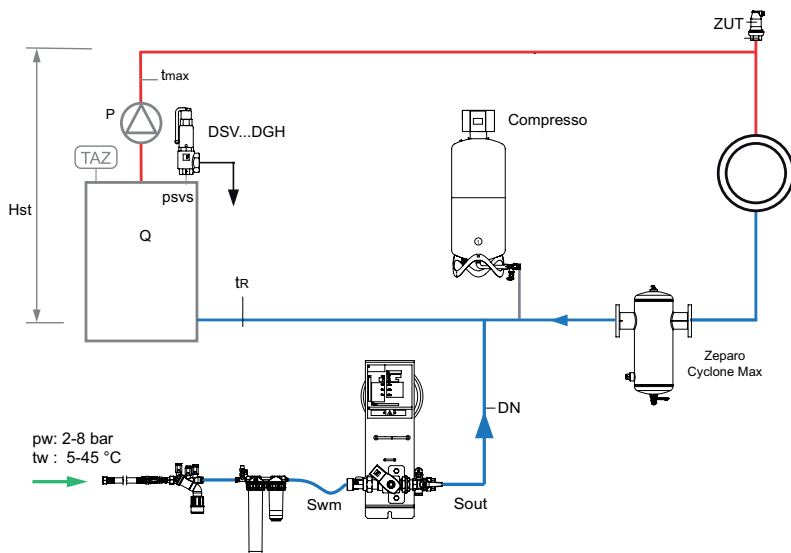 ZUT
tmax
P
DSV...DGH
Compresso
TAZ
psvs
Hst
Q
tR
Zeparo
Cyclone Max
DN
pw: 2-8 bar
tw : 5-45 °C
Swm
Sout